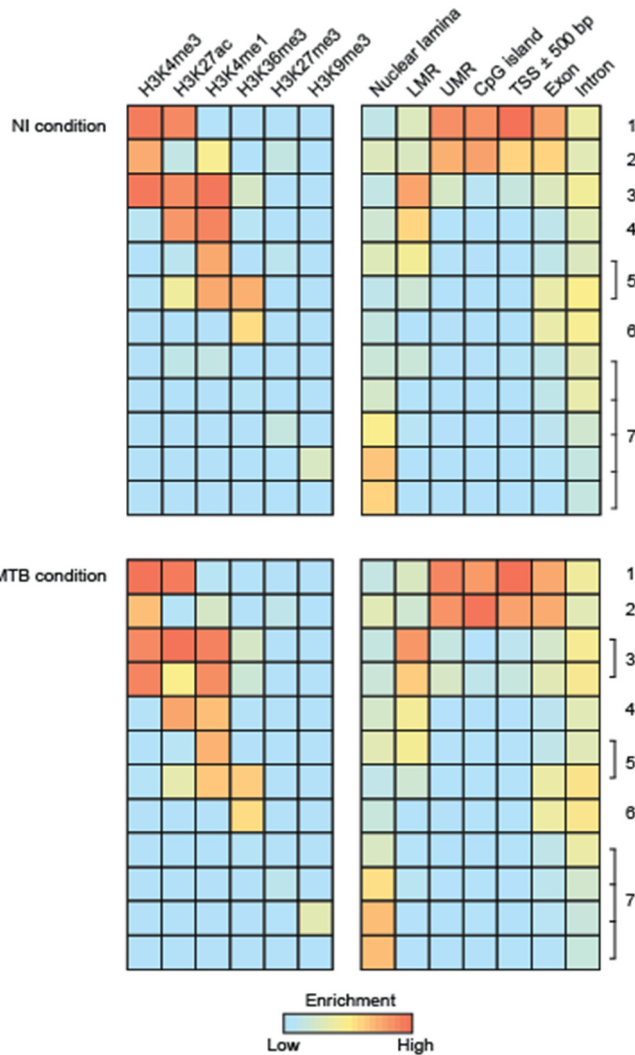 H3K4me3
H3K27ac
H3K4me1
H3K36me3
H3K27me3
H3K9me3
Nuclear lamina
LMR
UMR
CpG island
TSS ± 500 bp
Exon
Intron
NI condition
1
2
3
4
5
6
7
MTB condition
1
2
3
4
5
6
7
Enrichment
Low
High